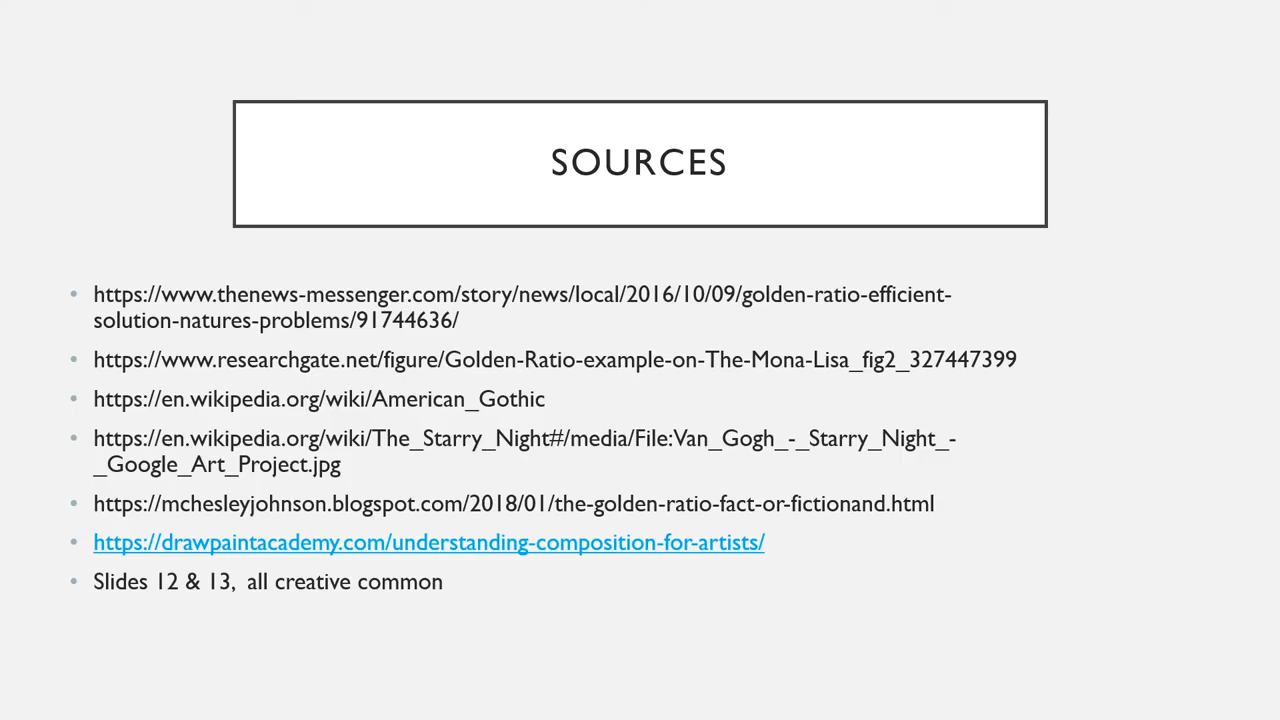 SOURCES
• https://www.thenews-messenger.com/story/news/local/2016/10/09/golden-ratio-efficient-
solution-natures-problems/91744636/
• https://www.researchgate.net/figure/Golden-Ratio-example-on-The-Mona-Lisa_fig2_327447399
• https://en.wikipedia.org/wiki/American_Gothic
• https://en.wikipedia.org/wiki/The_Starry_Night#/media/File:Van_Gogh_-_Starry_Night_-
_Google_Art_Project.jpg
• https://mchesleyjohnson.blogspot.com/2018/01/the-golden-ratio-fact-or-fictionand.html
• https://drawpaintacademy.com/understanding-composition-for-artists/
• Slides 12 & 13, all creative common